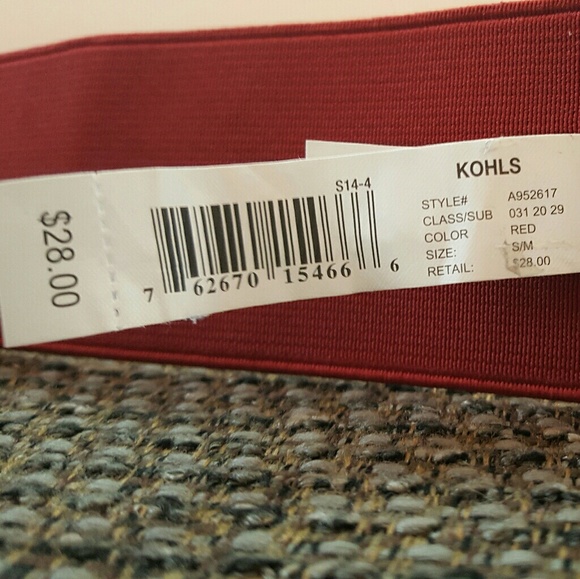 $28.00
S14-4
7 62670 15466 6
KOHLS
STYLE# A952617
CLASS/SUB 031 20 29
COLOR RED
SIZE: S/M
RETAIL: $28.00